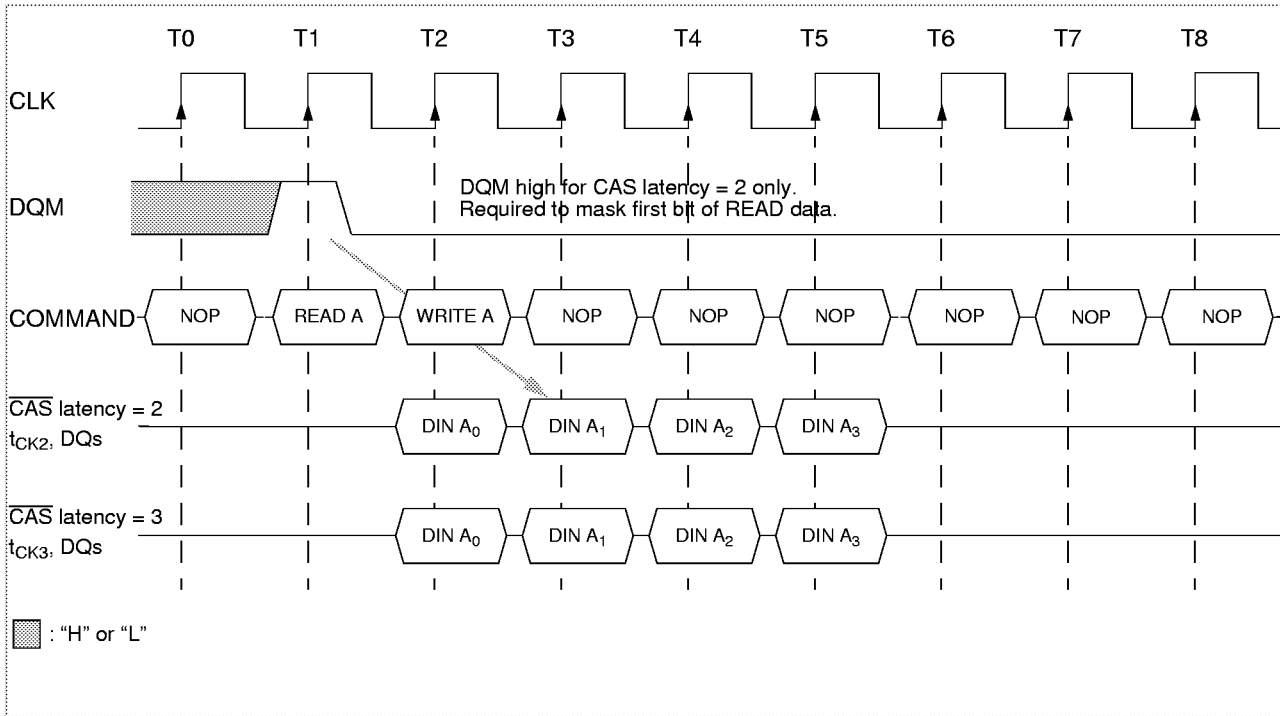 T0 T1 T2 T3 T4 T5 T6 T7 T8
CLK
DQM
DQM high for CAS latency = 2 only.
Required to mask first bit of READ data.
COMMAND NOP READ A WRITE A NOP NOP NOP NOP NOP NOP
C̅A̅S̅ latency = 2
tCK2, DQs
DIN A0 DIN A1 DIN A2 DIN A3
C̅A̅S̅ latency = 3
tCK3, DQs
DIN A0 DIN A1 DIN A2 DIN A3
: “H” or “L”